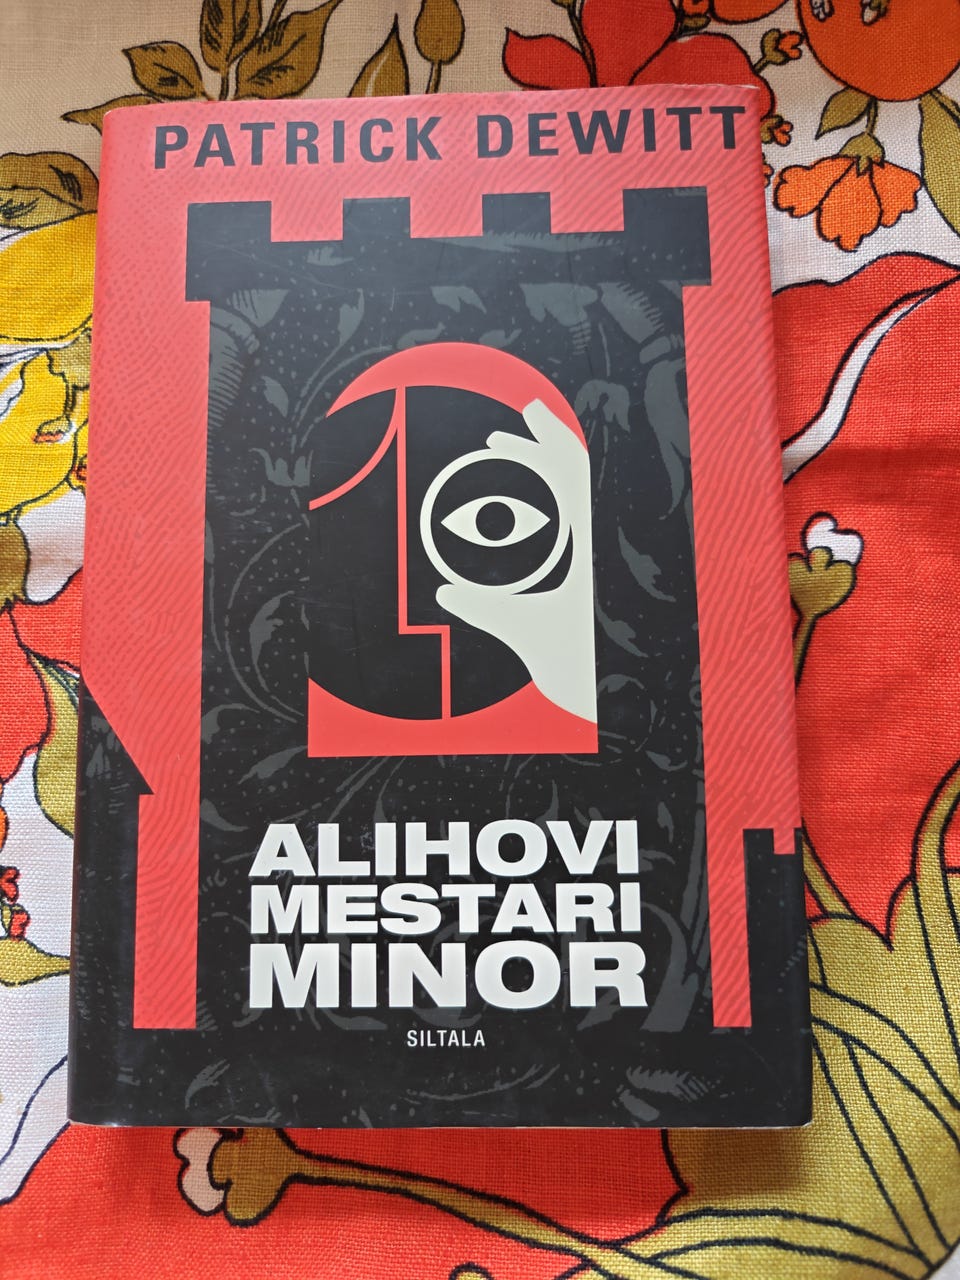 PATRICK DEWITT
ALIHOVI
MESTARI
MINOR
SILTALA